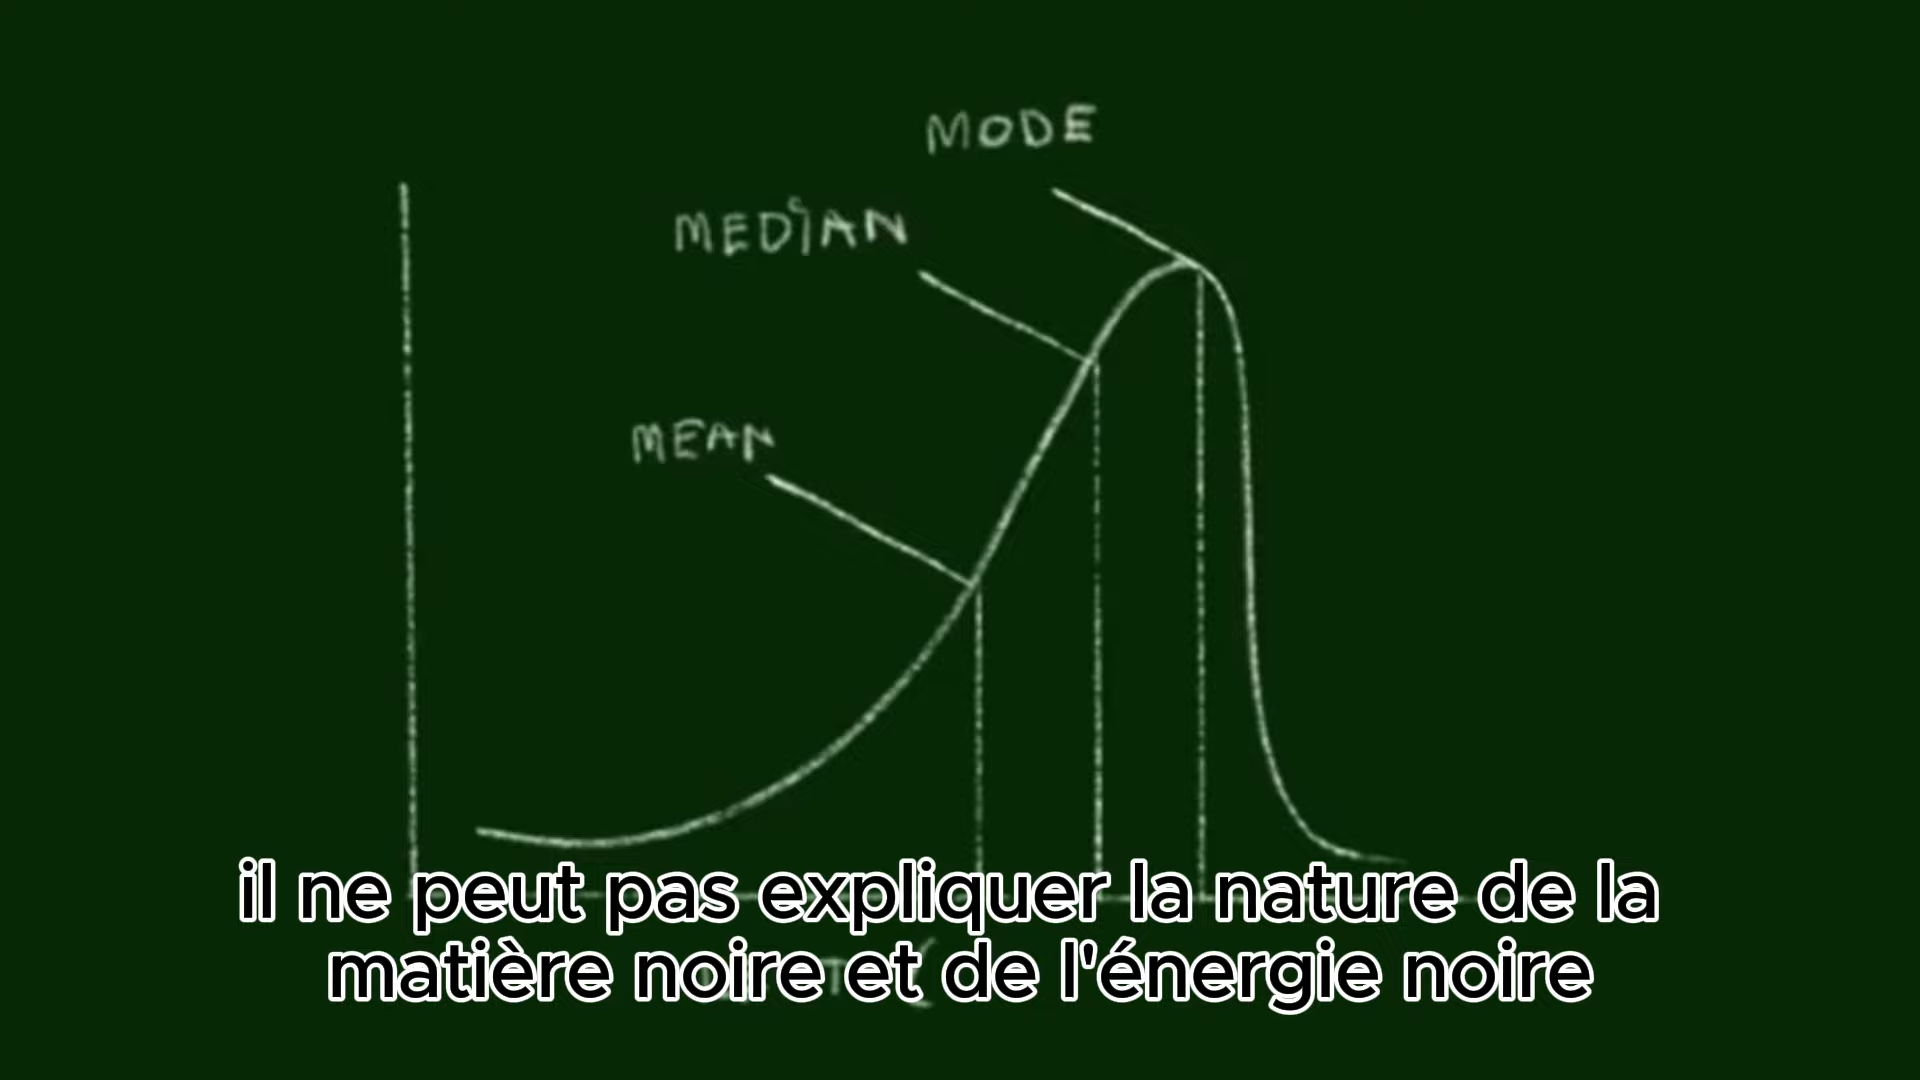 MODE
MEDIAN
MEAN
il ne peut pas expliquer la nature de la
matière noire et de l'énergie noire